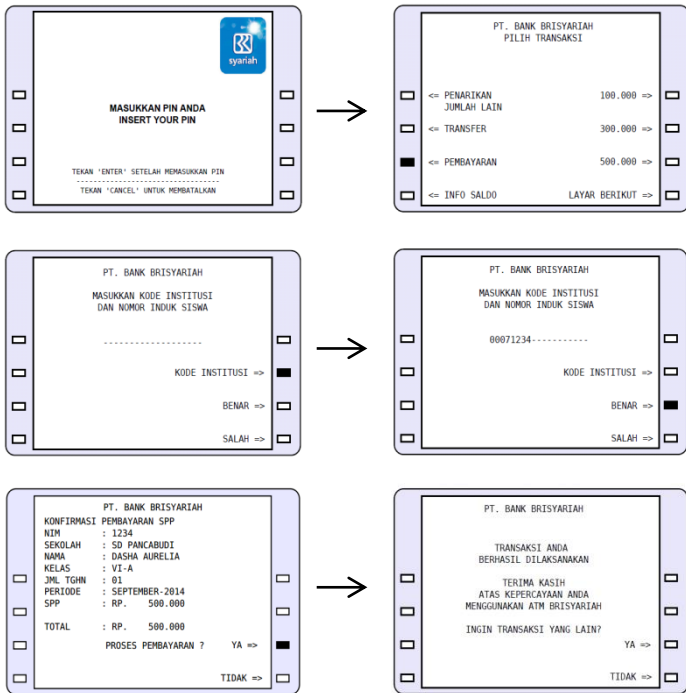 syariah
MASUKKAN PIN ANDA
INSERT YOUR PIN
TEKAN 'ENTER' SETELAH MEMASUKKAN PIN
------------------------------------
TEKAN 'CANCEL' UNTUK MEMBATALKAN
PT. BANK BRISYARIAH
PILIH TRANSAKSI
<= PENARIKAN 100.000 =>
JUMLAH LAIN
<= TRANSFER 300.000 =>
<= PEMBAYARAN 500.000 =>
<= INFO SALDO LAYAR BERIKUT =>
PT. BANK BRISYARIAH
MASUKKAN KODE INSTITUSI
DAN NOMOR INDUK SISWA
------------------
KODE INSTITUSI =>
BENAR =>
SALAH =>
PT. BANK BRISYARIAH
MASUKKAN KODE INSTITUSI
DAN NOMOR INDUK SISWA
00071234----------
KODE INSTITUSI =>
BENAR =>
SALAH =>
PT. BANK BRISYARIAH
KONFIRMASI PEMBAYARAN SPP
NIM : 1234
SEKOLAH : SD PANCABUDI
NAMA : DASHA AURELIA
KELAS : VI-A
JML TGHN : 01
PERIODE : SEPTEMBER-2014
SPP : RP. 500.000
TOTAL : RP. 500.000
PROSES PEMBAYARAN ? YA =>
TIDAK =>
PT. BANK BRISYARIAH
TRANSAKSI ANDA
BERHASIL DILAKSANAKAN
TERIMA KASIH
ATAS KEPERCAYAAN ANDA
MENGGUNAKAN ATM BRISYARIAH
INGIN TRANSAKSI YANG LAIN?
YA =>
TIDAK =>